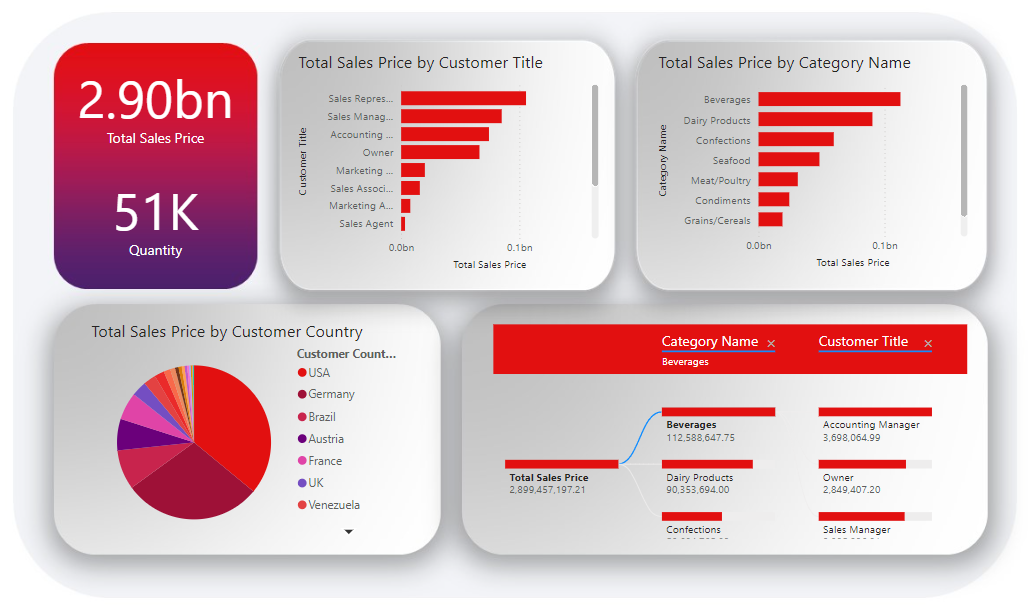 2.90bn
Total Sales Price
51K
Quantity
Total Sales Price by Customer Title
Customer Title
Sales Repres...
Sales Manag...
Accounting ...
Owner
Marketing ...
Sales Associ...
Marketing A...
Sales Agent
0.0bn 0.1bn
Total Sales Price
Total Sales Price by Category Name
Category Name
Beverages
Dairy Products
Confections
Seafood
Meat/Poultry
Condiments
Grains/Cereals
0.0bn 0.1bn
Total Sales Price
Total Sales Price by Customer Country
Customer Count...
USA
Germany
Brazil
Austria
France
UK
Venezuela
Category Name
Customer Title
Beverages
Total Sales Price
2,899,457,197.21
Beverages
112,588,647.75
Dairy Products
90,353,694.00
Confections
Accounting Manager
3,698,064.99
Owner
2,849,407.20
Sales Manager